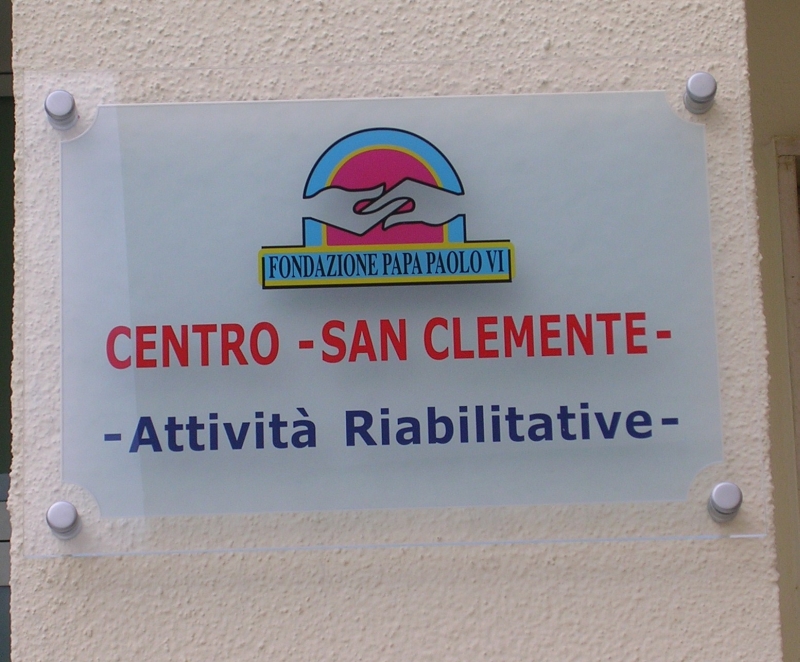 FONDAZIONE PAPA PAOLO VI
CENTRO -SAN CLEMENTE-
-Attività Riabilitative-